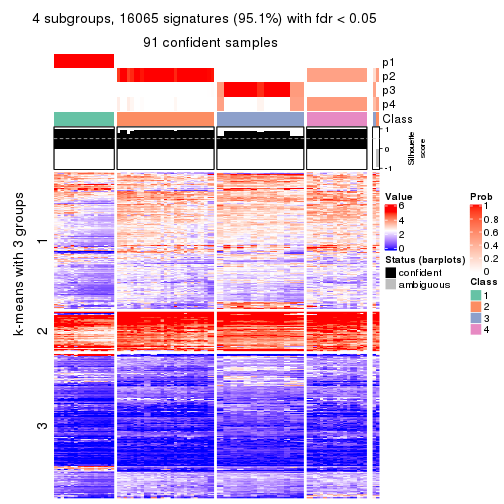 4 subgroups, 16065 signatures (95.1%) with fdr < 0.05
91 confident samples
p1
p2
p3
p4
Class
1
0
-1
Silhouette
score
k-means with 3 groups
1
2
3
Value
6
4
2
0
Status (barplots)
confident
ambiguous
Prob
1
0.8
0.6
0.4
0.2
0
Class
1
2
3
4